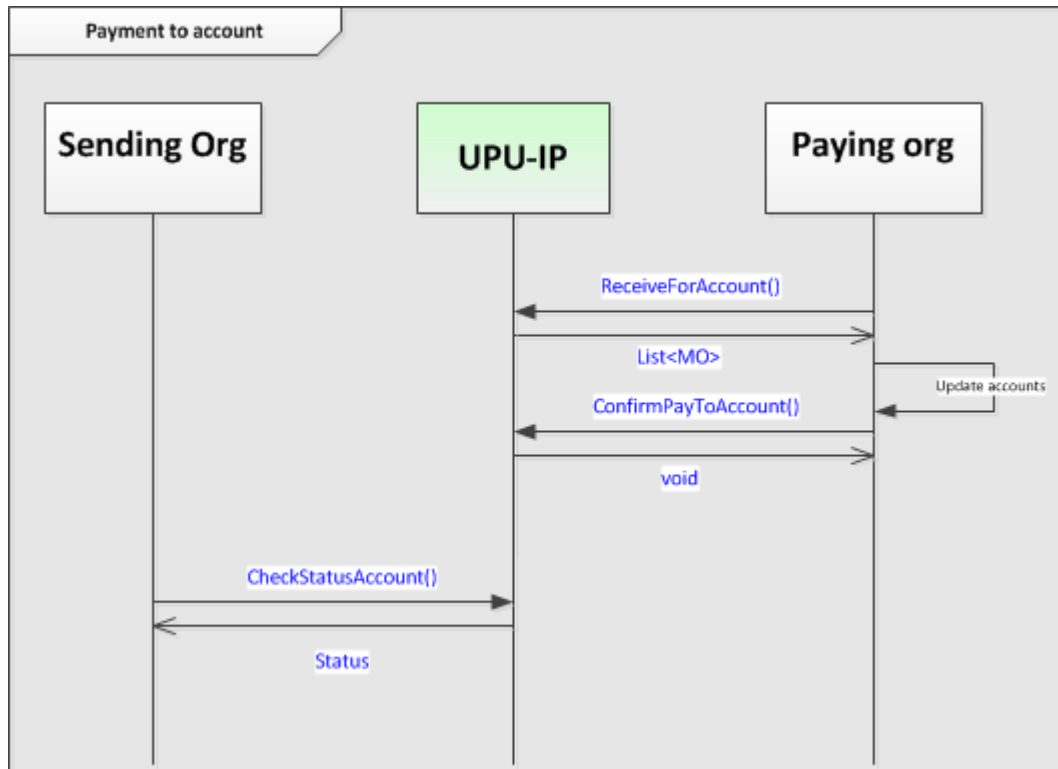 Payment to account
Sending Org
UPU-IP
Paying org
ReceiveForAccount()
List<MO>
Update accounts
ConfirmPayToAccount()
void
CheckStatusAccount()
Status